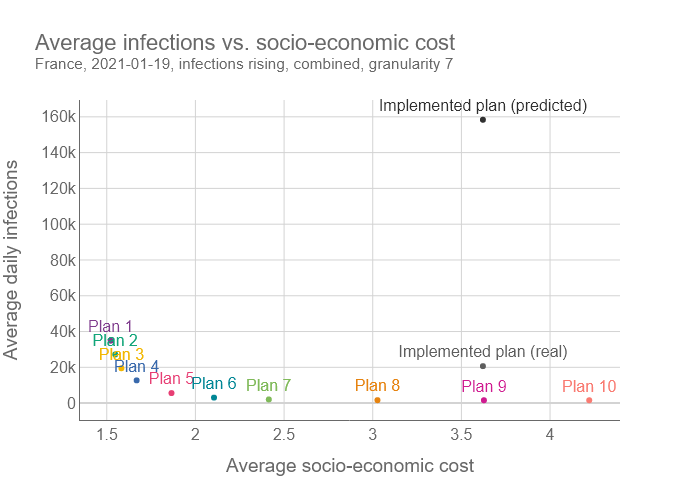 Average infections vs. socio-economic cost
France, 2021-01-19, infections rising, combined, granularity 7
Average daily infections
160k
140k
120k
100k
80k
60k
40k
20k
0
Implemented plan (predicted)
Plan 1
Plan 2
Plan 3
Plan 4
Plan 5
Plan 6
Plan 7
Plan 8
Implemented plan (real)
Plan 9
Plan 10
1.5
2
2.5
3
3.5
4
Average socio-economic cost